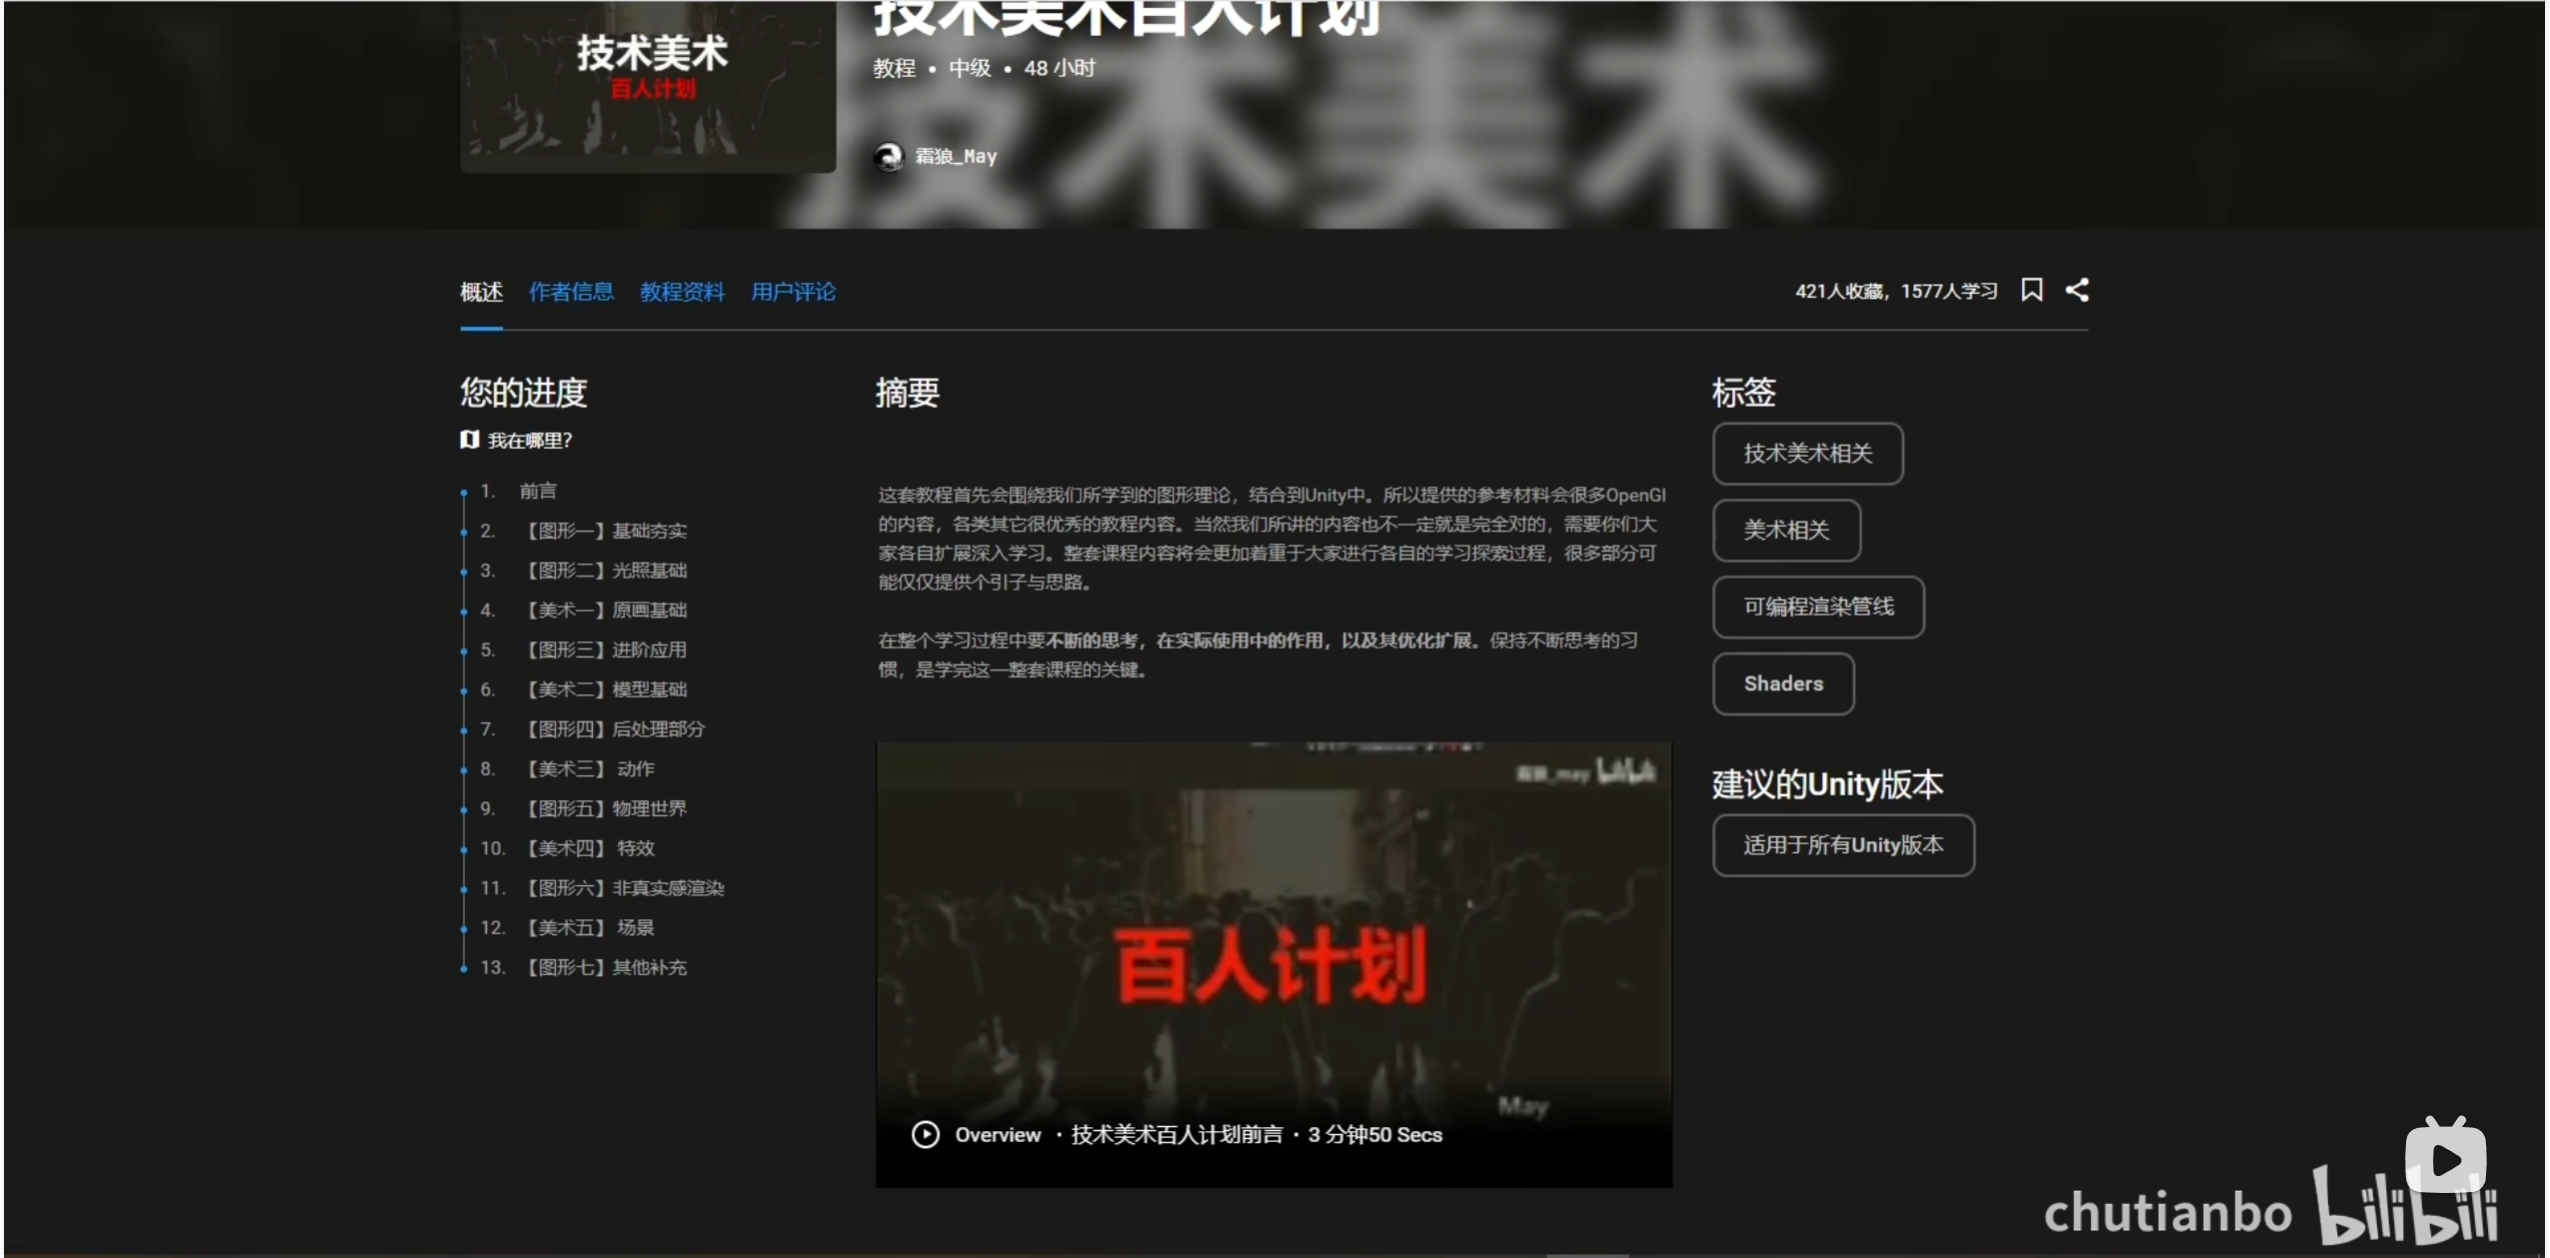 技术美术百人计划
技术美术
百人计划
教程 • 中级 • 48 小时
霜狼_May
概述 作者信息 教程资料 用户评论
421人收藏，1577人学习
您的进度
我在哪里?
1. 前言
2. 【图形一】基础夯实
3. 【图形二】光照基础
4. 【美术一】原画基础
5. 【图形三】进阶应用
6. 【美术二】模型基础
7. 【图形四】后处理部分
8. 【美术三】 动作
9. 【图形五】物理世界
10. 【美术四】 特效
11. 【图形六】非真实感渲染
12. 【美术五】 场景
13. 【图形七】其他补充
摘要
这套教程首先会围绕我们所学到的图形理论，结合到Unity中。所以提供的参考材料会很多OpenGl
的内容，各类其它很优秀的教程内容。当然我们所讲的内容也不一定就是完全对的，需要你们大
家各自扩展深入学习。整套课程内容将会更加着重于大家进行各自的学习探索过程，很多部分可
能仅仅提供个引子与思路。
在整个学习过程中要不断的思考，在实际使用中的作用，以及其优化扩展。保持不断思考的习
惯，是学完这一整套课程的关键。
霜狼_may bilibili
百人计划
May
Overview · 技术美术百人计划前言 · 3 分钟50 Secs
标签
技术美术相关
美术相关
可编程渲染管线
Shaders
建议的Unity版本
适用于所有Unity版本
技术美术
chutianbo bilibili